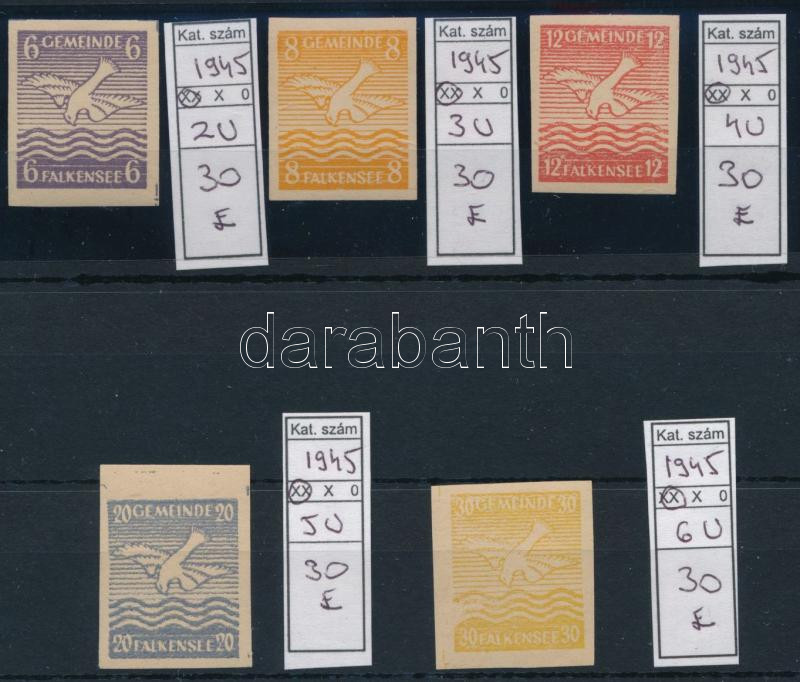 6 GEMEINDE 6
6 FALKENSEE 6
Kat. szám
1945
XX X 0
2U
30
£
8 GEMEINDE 8
8 FALKENSEE 8
Kat. szám
1945
XX X 0
3U
30
£
12 GEMEINDE 12
12 FALKENSEE 12
Kat. szám
1945
XX X 0
4U
30
£
darabanth
20 GEMEINDE 20
20 FALKENSEE 20
Kat. szám
1945
XX X 0
5U
30
£
30 GEMEINDE 30
30 FALKENSEE 30
Kat. szám
1945
XX X 0
6U
30
£